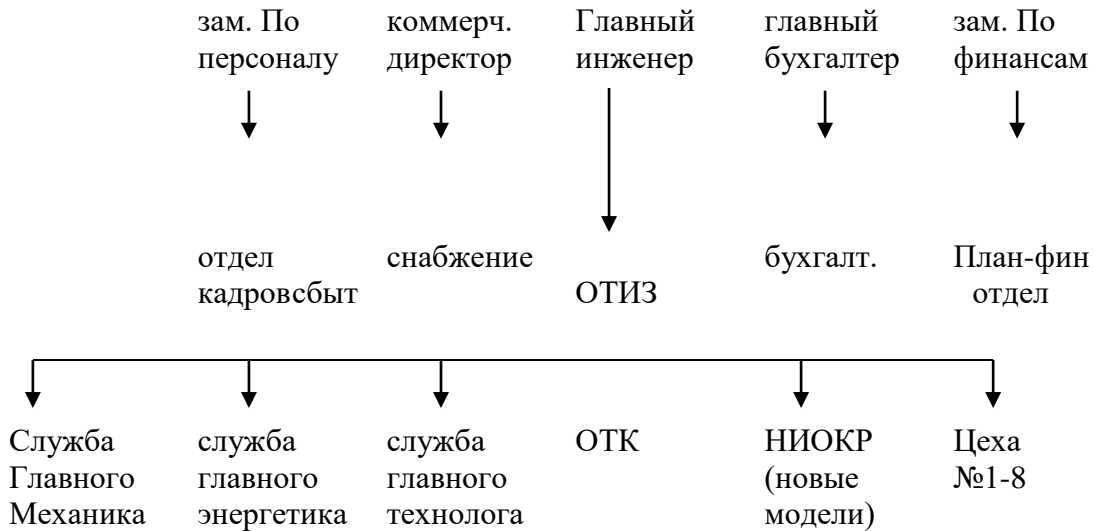 зам. По коммерч. Главный главный зам. По
персоналу директор инженер бухгалтер финансам
отдел снабжение бухгалт. План-фин
кадровсбыт ОТИЗ отдел
Служба служба служба ОТК НИОКР Цеха
Главного главного главного (новые №1-8
Механика энергетика технолога модели)